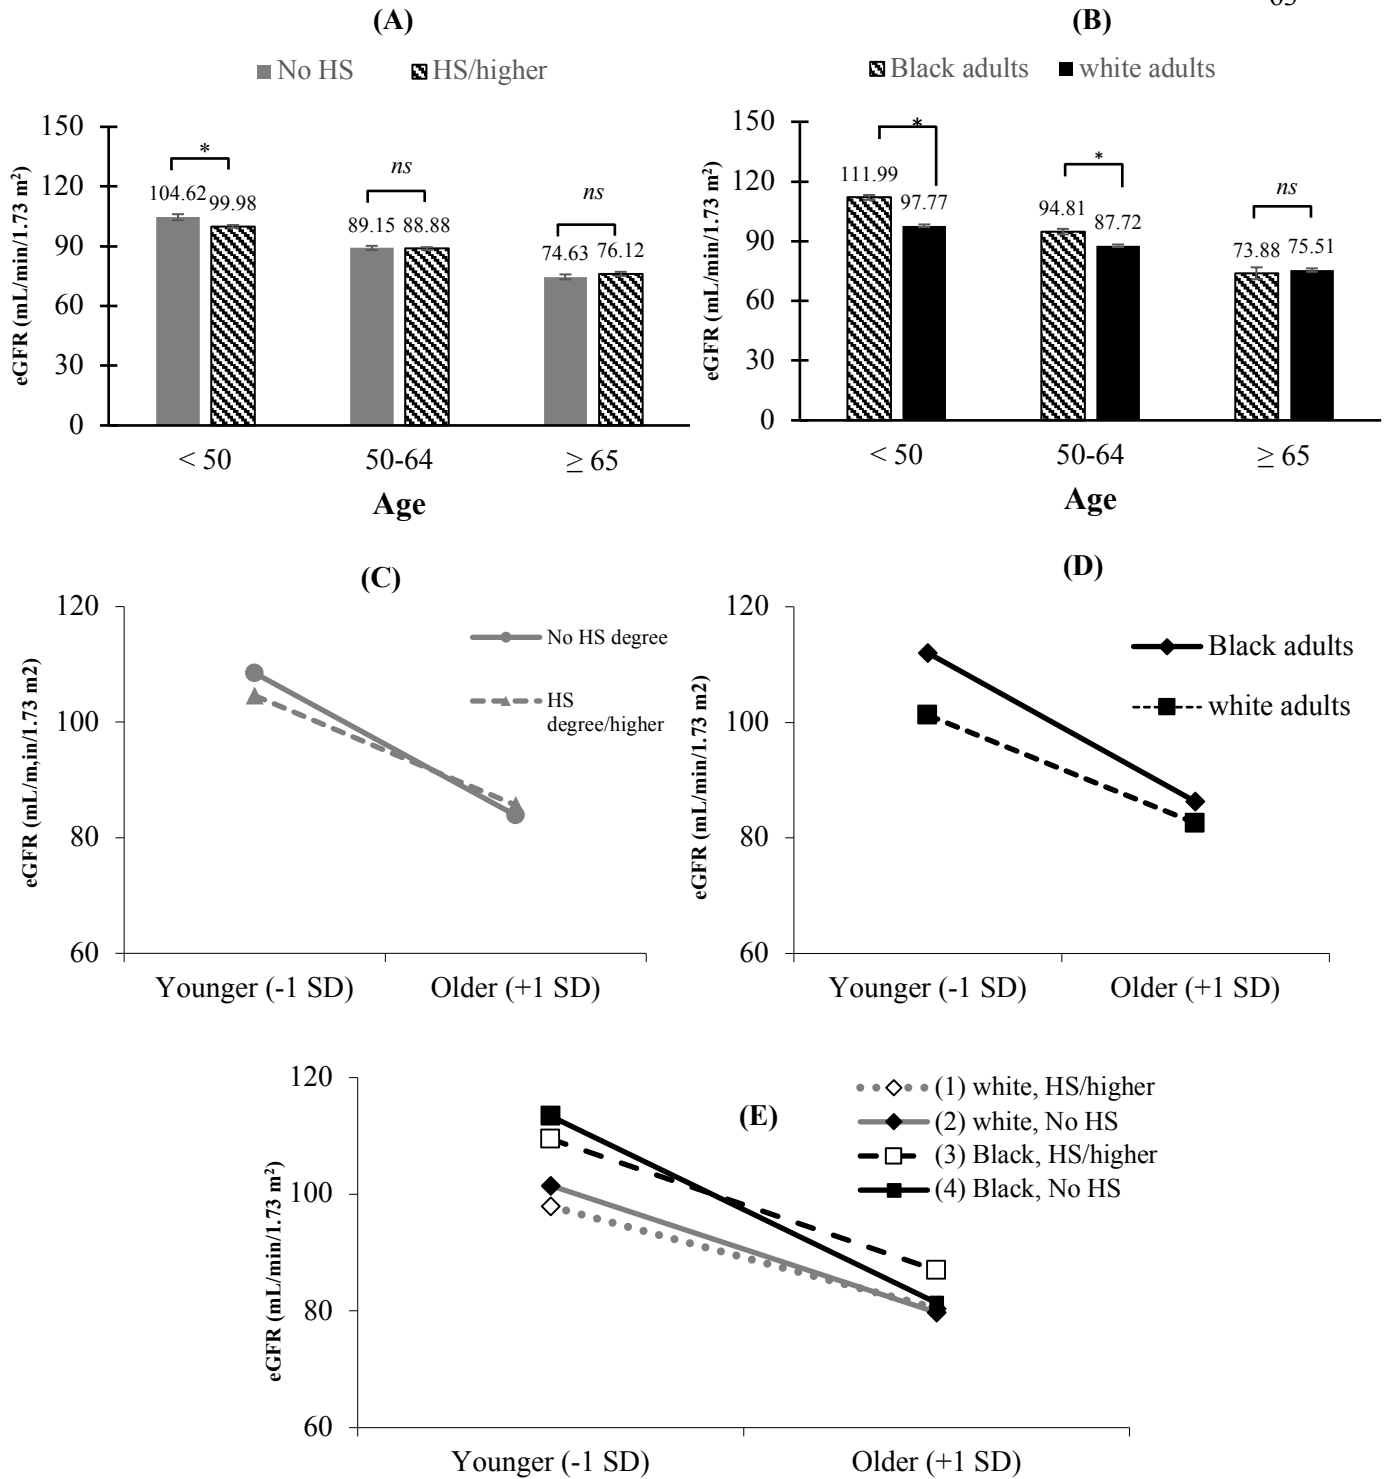 (A)
No HS HS/higher
eGFR (mL/min/1.73 m²)
150
120
90
60
30
0
*
104.62 99.98
ns
89.15 88.88
ns
74.63 76.12
< 50 50-64 ≥ 65
Age
(B)
Black adults white adults
eGFR (mL/min/1.73 m²)
150
120
90
60
30
0
*
111.99 97.77
*
94.81 87.72
ns
73.88 75.51
< 50 50-64 ≥ 65
Age
(C)
eGFR (mL/m,in/1.73 m2)
120
100
80
60
No HS degree
HS
degree/higher
Younger (-1 SD) Older (+1 SD)
(D)
eGFR (mL/min/1.73 m2)
120
100
80
60
Black adults
white adults
Younger (-1 SD) Older (+1 SD)
(E)
eGFR (mL/min/1.73 m²)
120
100
80
60
(1) white, HS/higher
(2) white, No HS
(3) Black, HS/higher
(4) Black, No HS
Younger (-1 SD) Older (+1 SD)